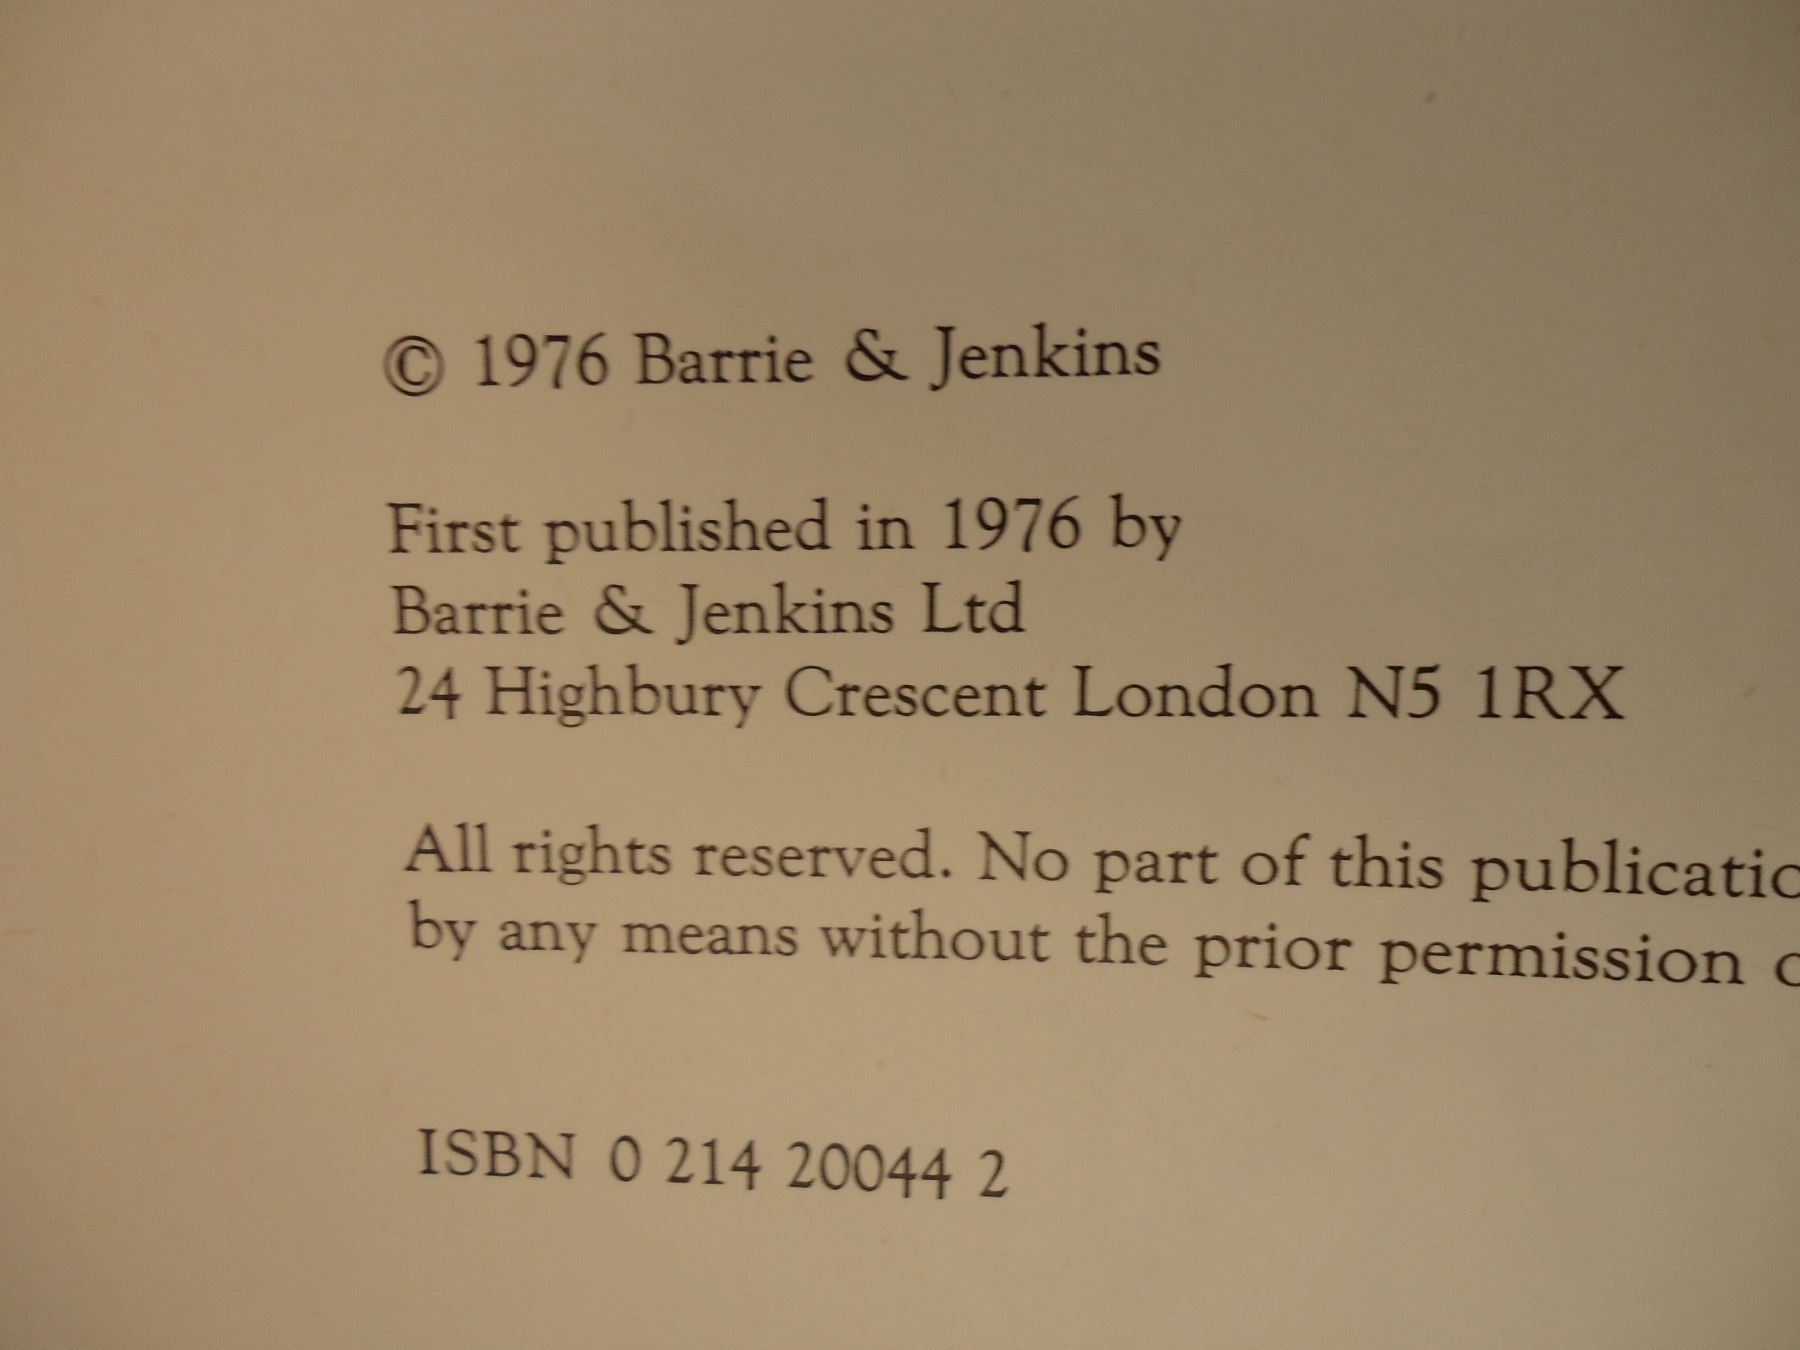 © 1976 Barrie & Jenkins
First published in 1976 by
Barrie & Jenkins Ltd
24 Highbury Crescent London N5 1RX
All rights reserved. No part of this publicatio
by any means without the prior permission o
ISBN 0 214 20044 2